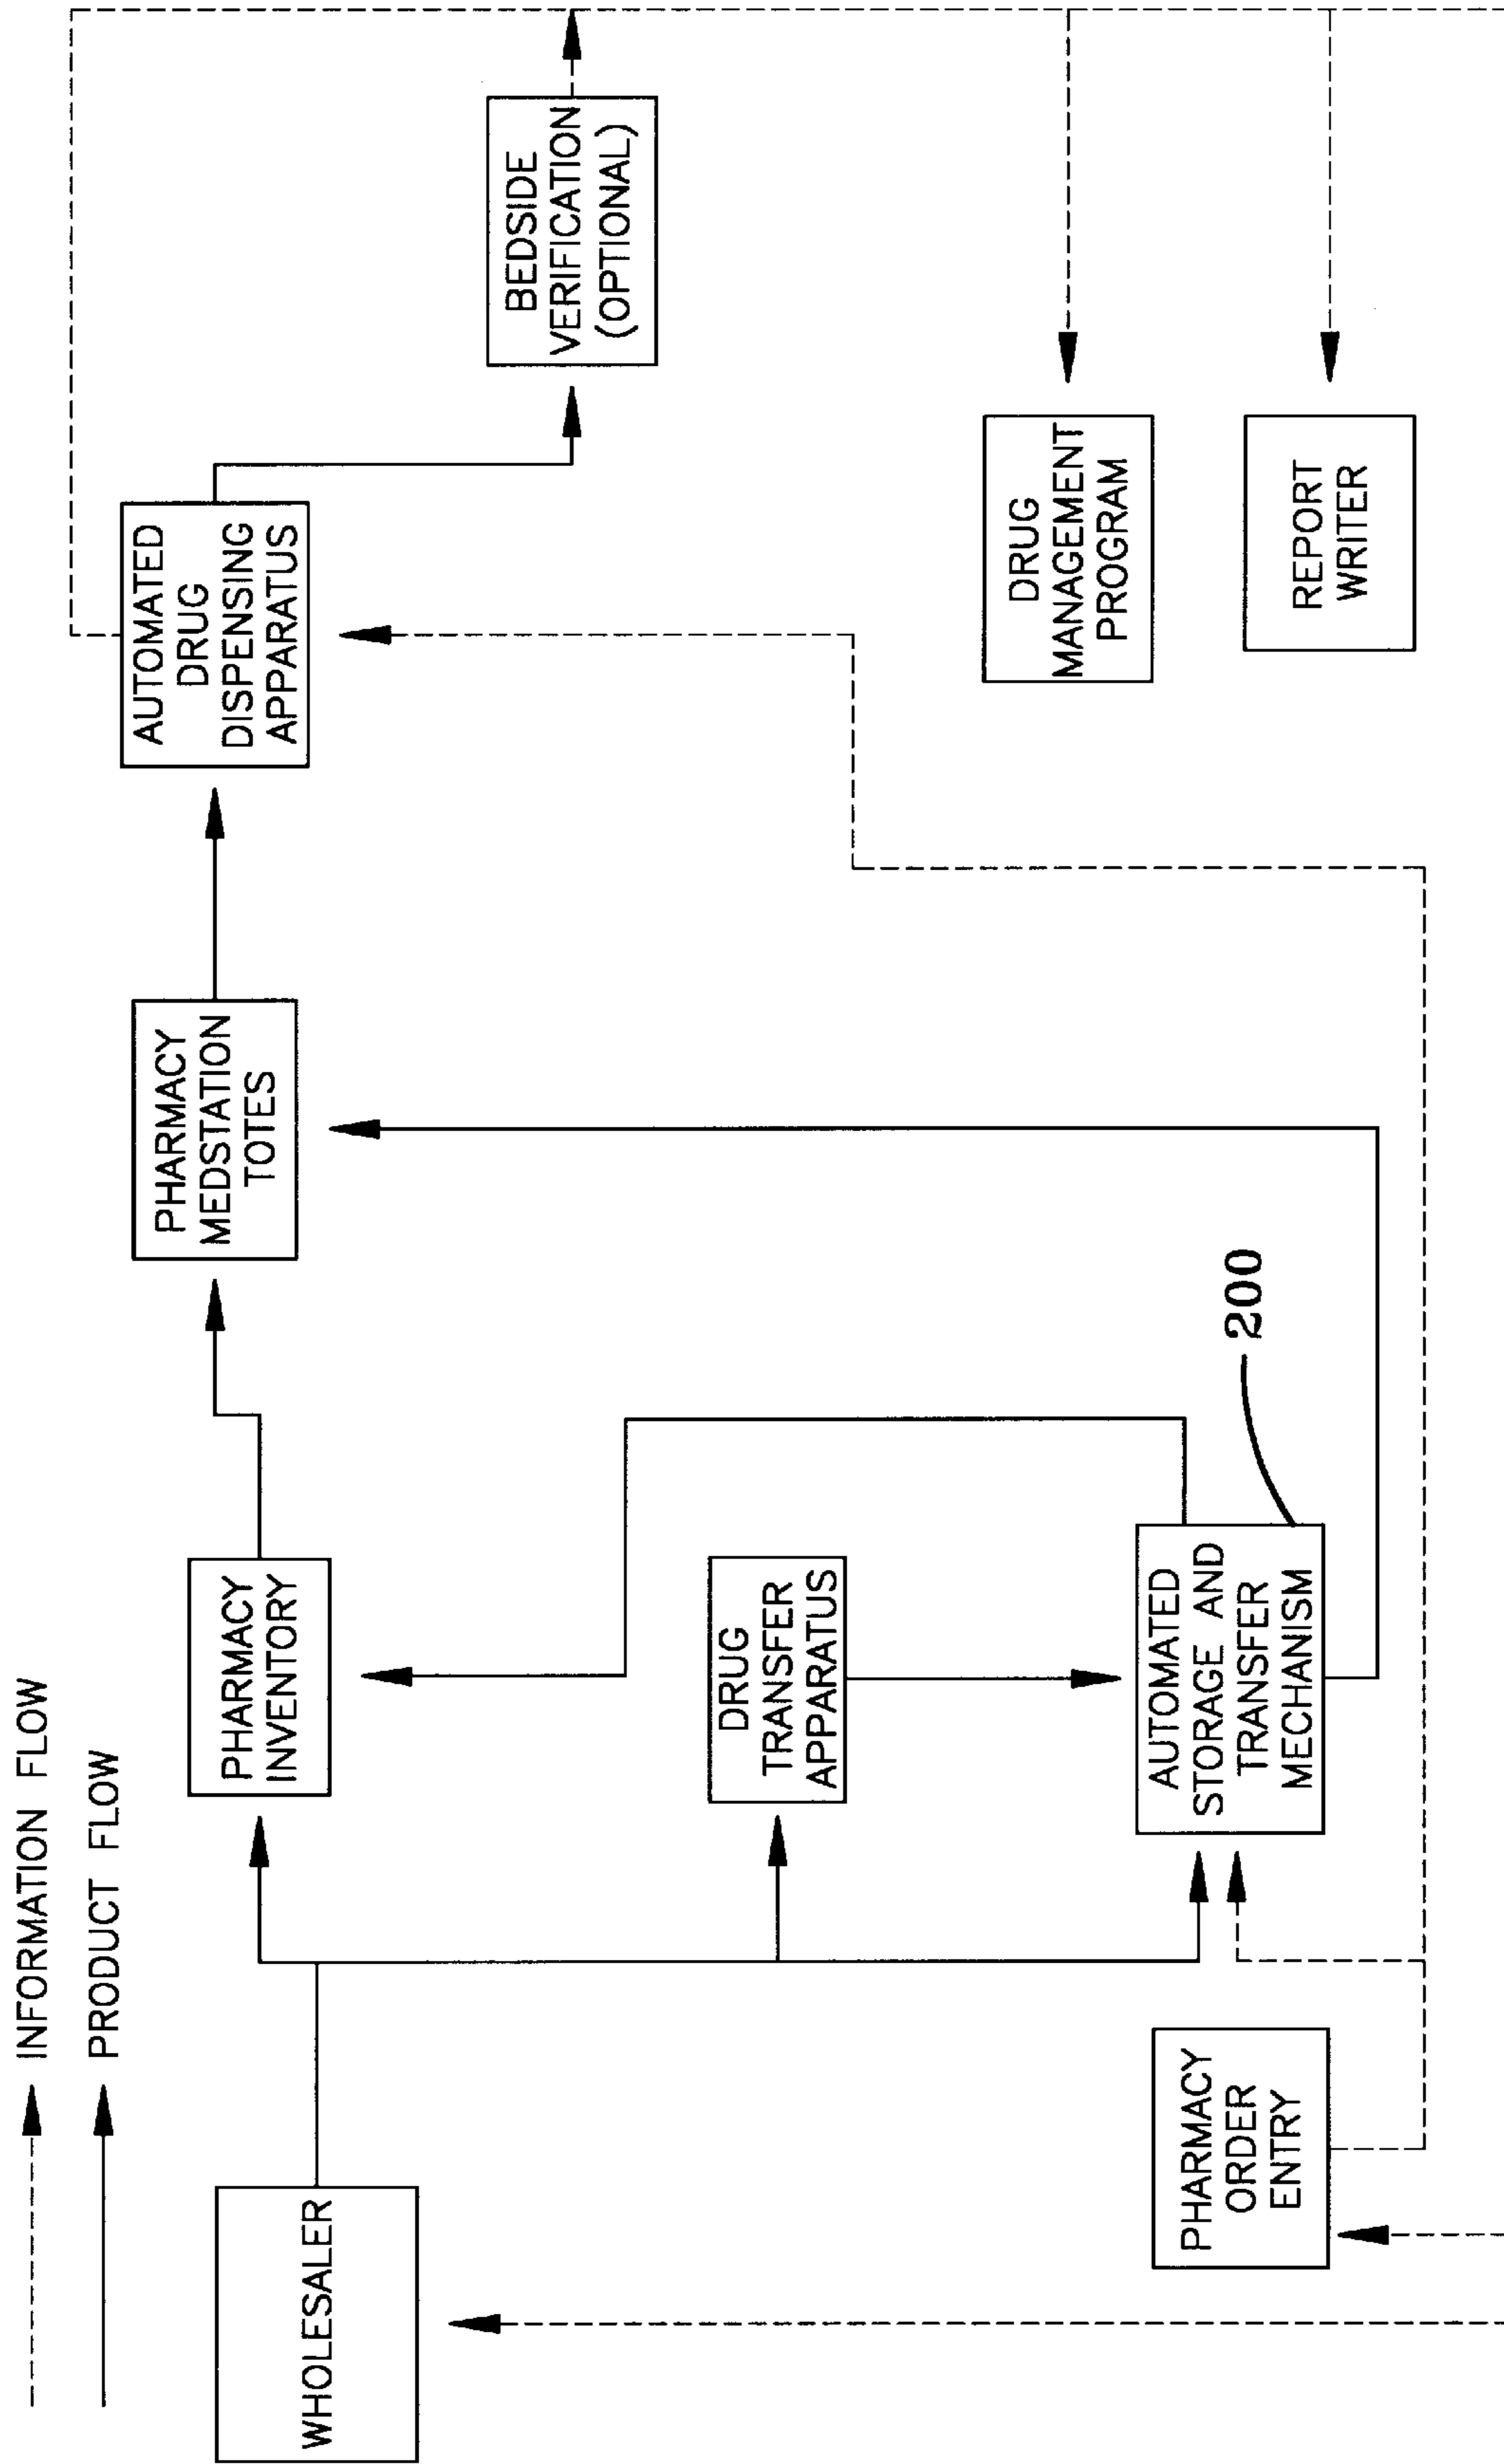 INFORMATION FLOW
PRODUCT FLOW
WHOLESALER
PHARMACY
INVENTORY
PHARMACY
MEDSTATION
TOTES
AUTOMATED
DRUG
DISPENSING
APPARATUS
BEDSIDE
VERIFICATION
(OPTIONAL)
DRUG
TRANSFER
APPARATUS
PHARMACY
ORDER
ENTRY
AUTOMATED
STORAGE AND
TRANSFER
MECHANISM
200
DRUG
MANAGEMENT
PROGRAM
REPORT
WRITER